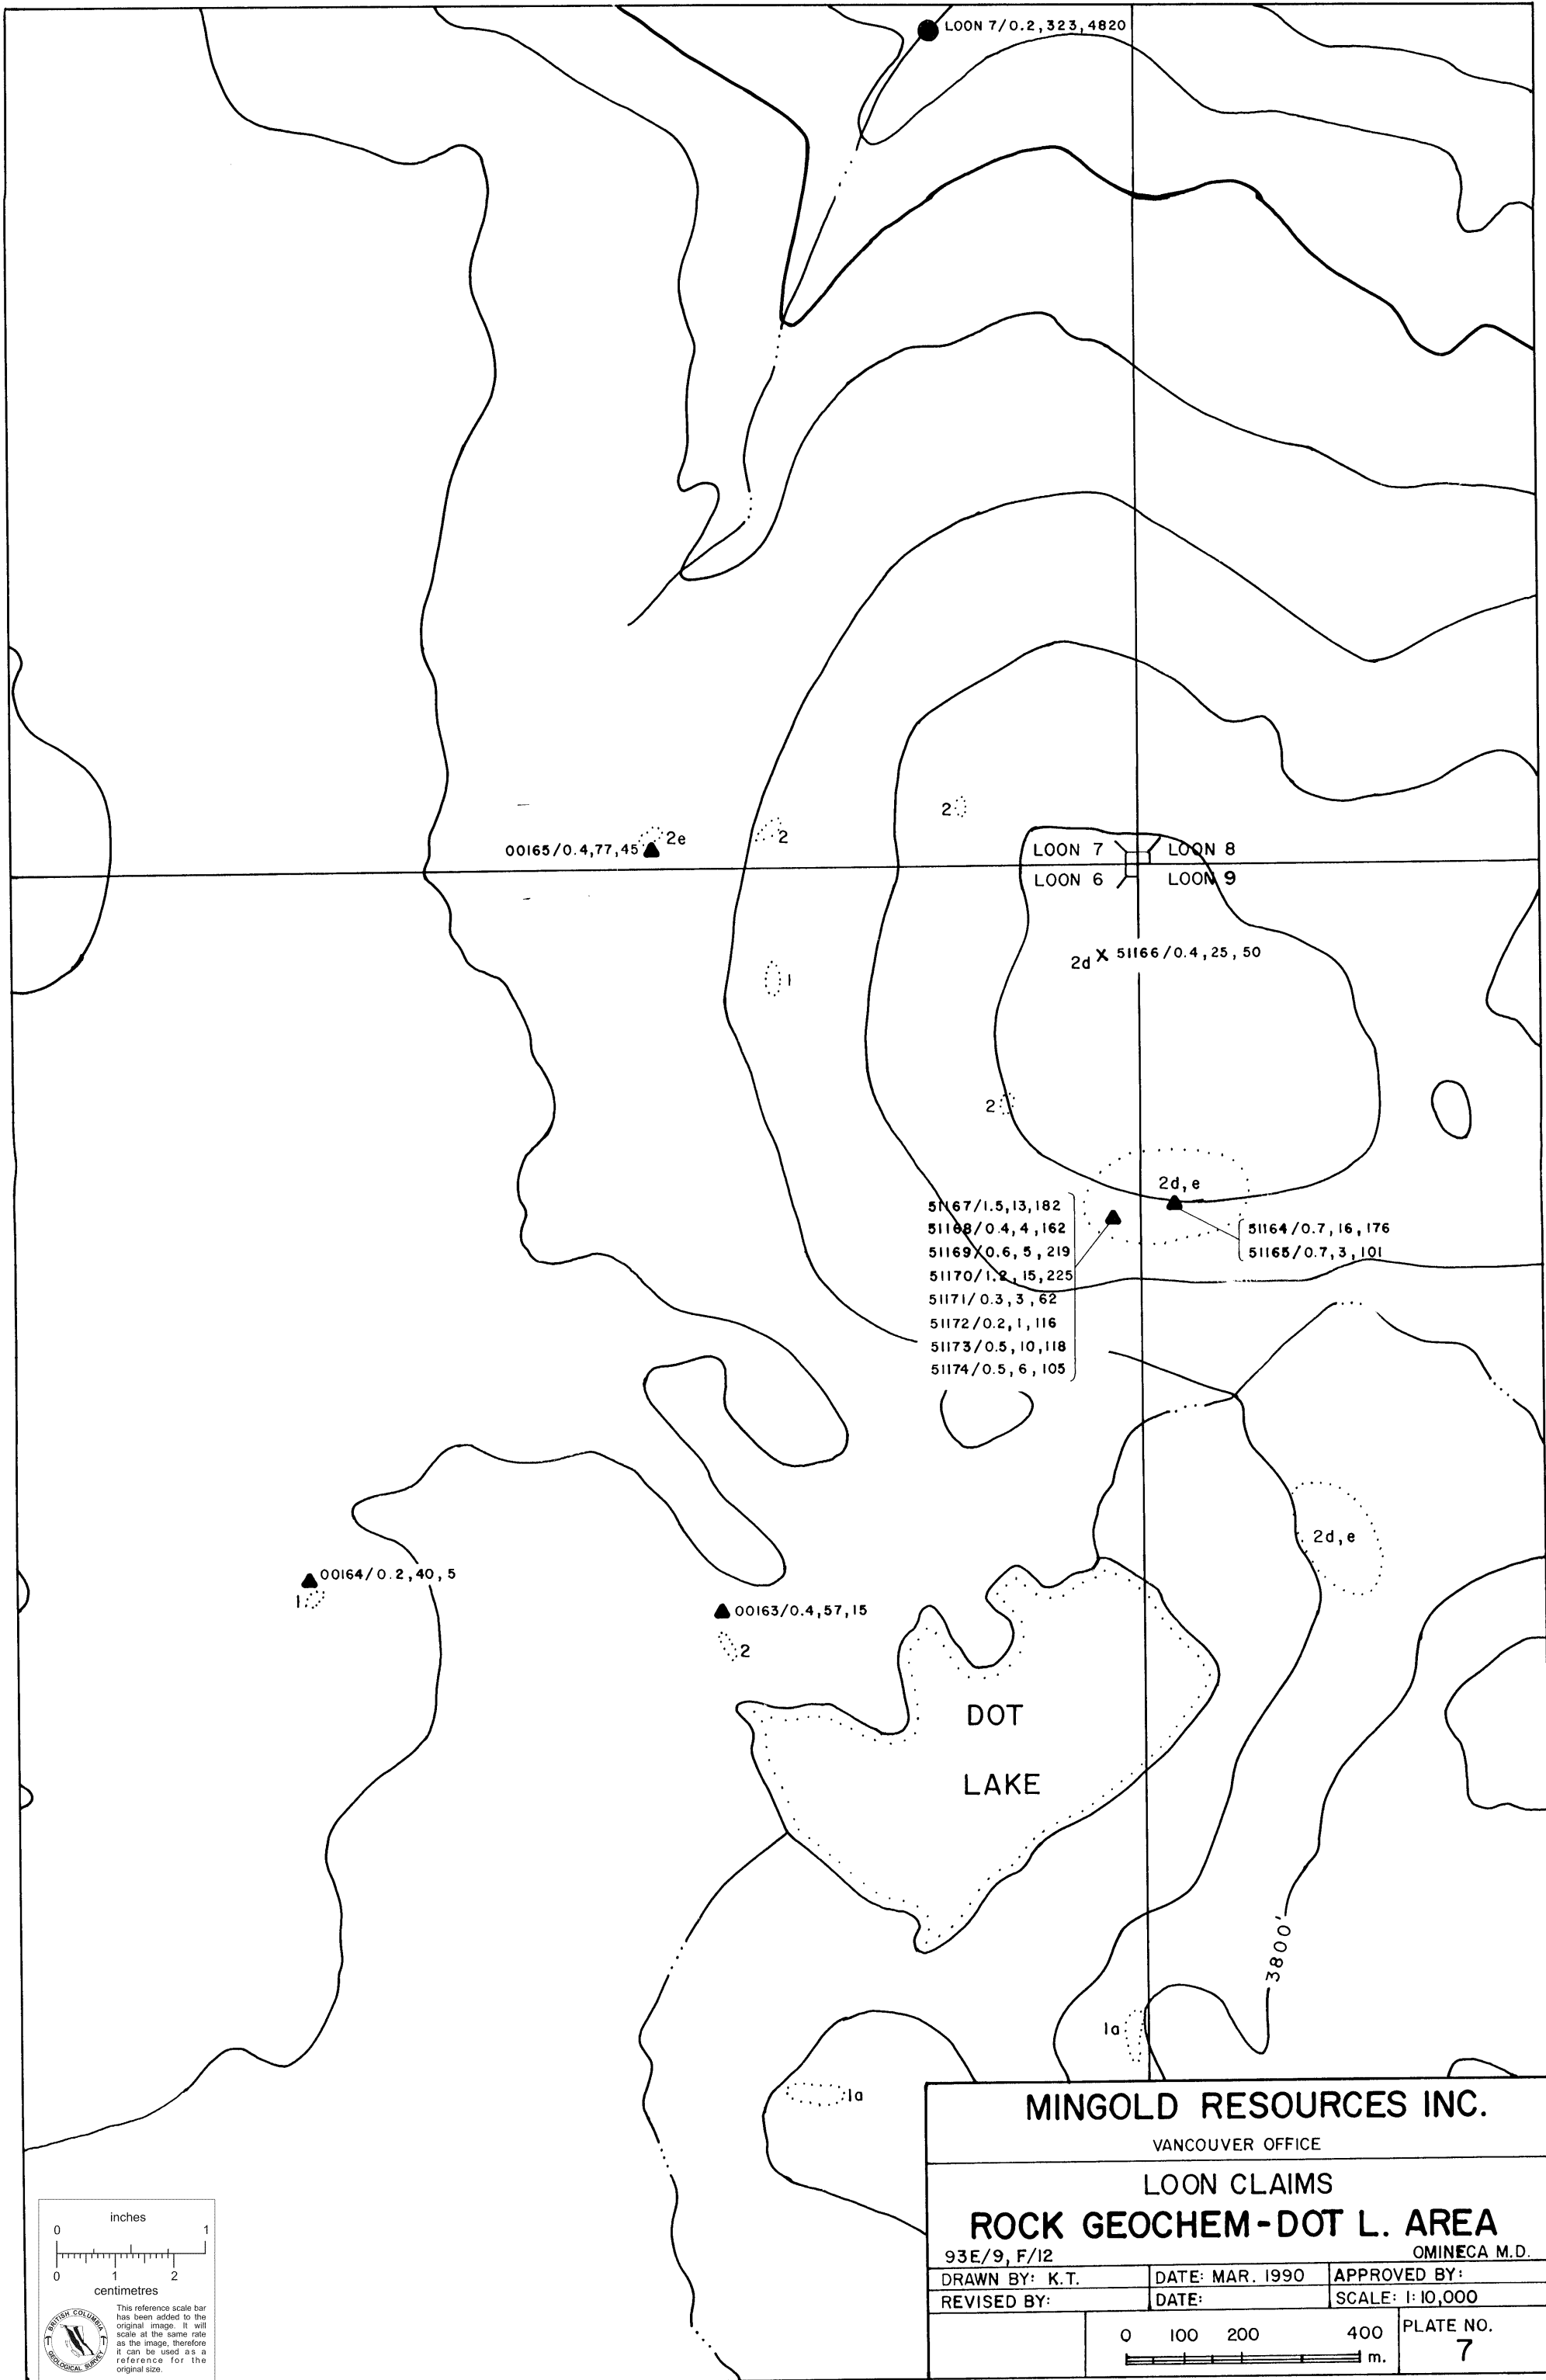 LOON 7/0.2,323,4820
2
2e
00165/0.4,77,45
2
LOON 7
LOON 8
LOON 6
LOON 9
2d X 51166/0.4,25,50
1
2
2d,e
51167/1.5,13,182
51168/0.4,4,162
51169/0.6,5,219
51170/1.2,15,225
51171/0.3,3,62
51172/0.2,1,116
51173/0.5,10,118
51174/0.5,6,105
51164/0.7,16,176
51165/0.7,3,101
2d,e
00164/0.2,40,5
1
00163/0.4,57,15
2
DOT
LAKE
3800'
1a
1a
MINGOLD RESOURCES INC.
VANCOUVER OFFICE
LOON CLAIMS
ROCK GEOCHEM-DOT L. AREA
93E/9, F/12
OMINECA M.D.
DRAWN BY: K.T.
DATE: MAR. 1990
APPROVED BY:
REVISED BY:
DATE:
SCALE: 1:10,000
0 100 200 400
m.
PLATE NO.
7
inches
0 1
0 1 2
centimetres
BRITISH COLUMBIA
GEOLOGICAL SURVEY
This reference scale bar
has been added to the
original image. It will
scale at the same rate
as the image, therefore
it can be used as a
reference for the
original size.